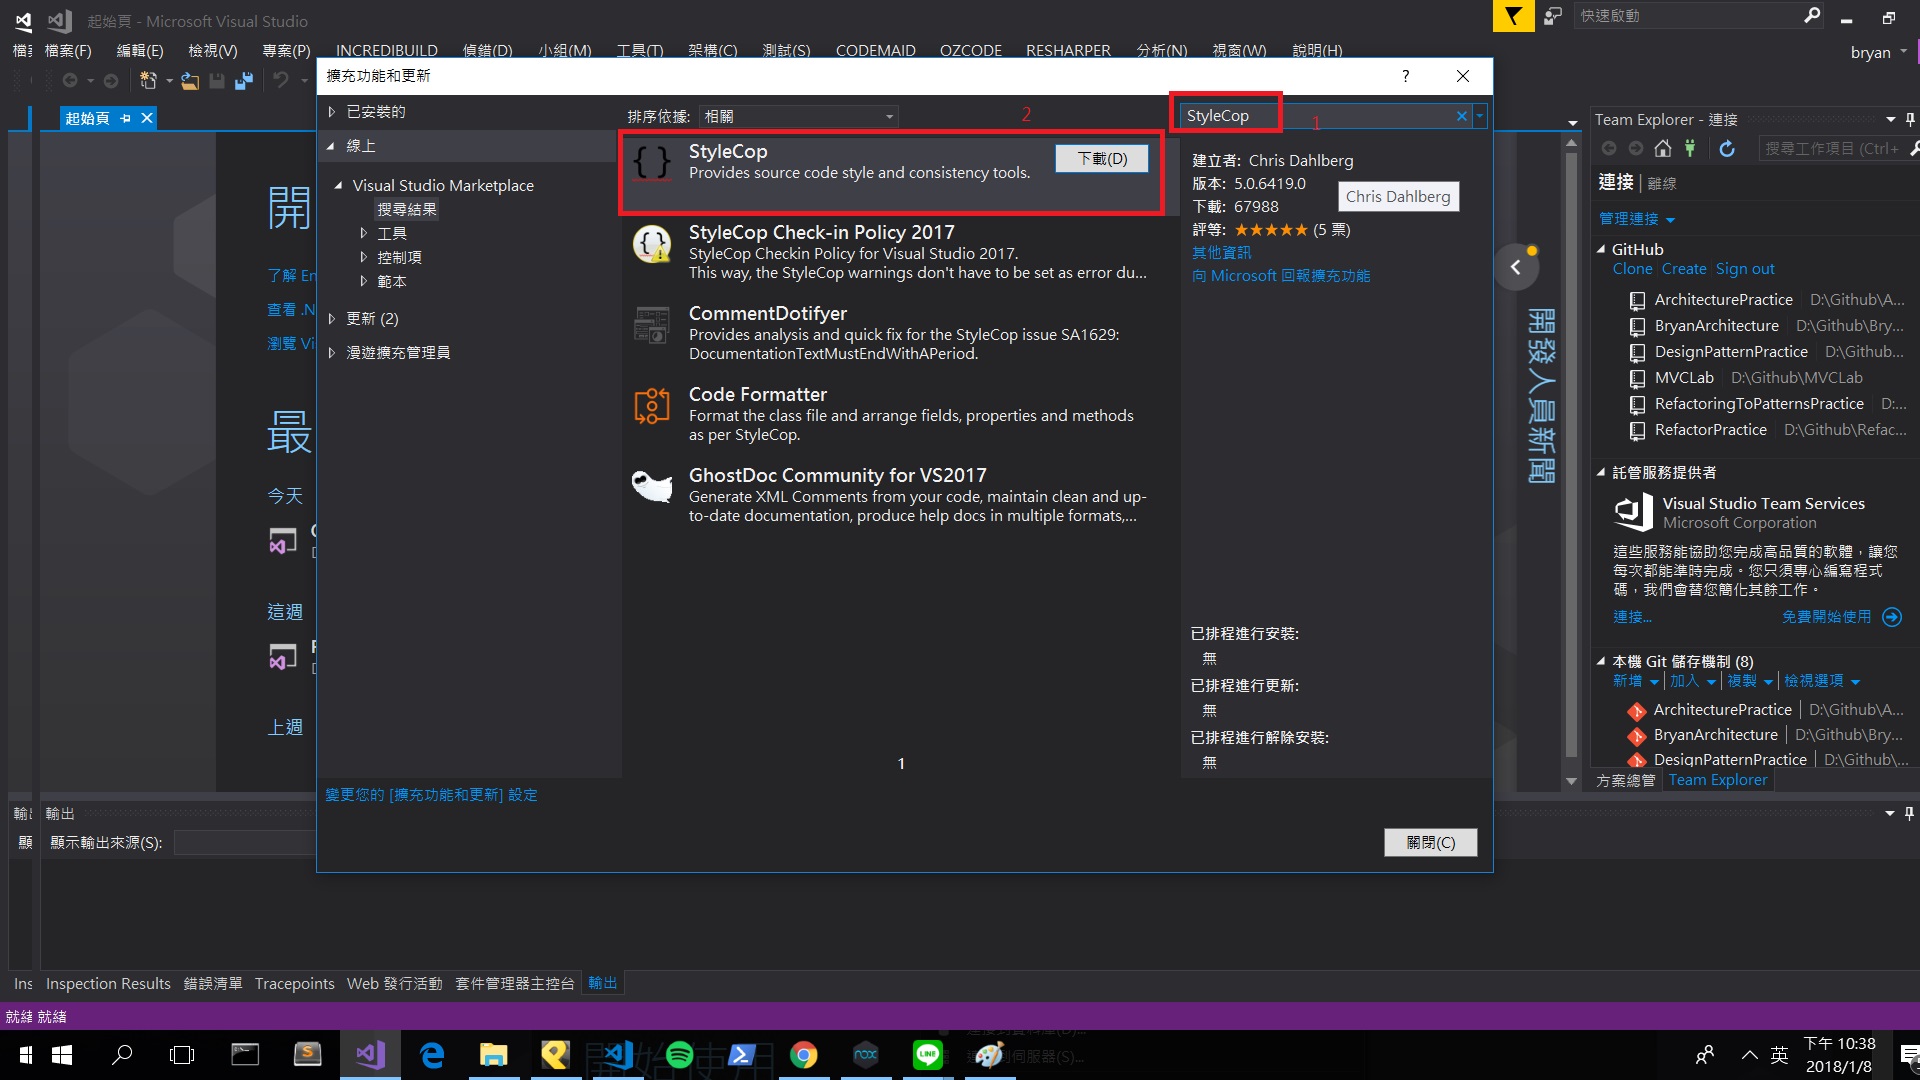 起始頁 - Microsoft Visual Studio
快速啟動
檔案(F) 編輯(E) 檢視(V) 專案(P) INCREDIBUILD 偵錯(D) 小組(M) 工具(T) 架構(C) 測試(S) CODEMAID OZCODE RESHARPER 分析(N) 視窗(W) 說明(H)
bryan
擴充功能和更新
?
起始頁
已安裝的
線上
Visual Studio Marketplace
搜尋結果
工具
控制項
範本
更新 (2)
漫遊擴充管理員
變更您的 [擴充功能和更新] 設定
排序依據: 相關
2
StyleCop
1
StyleCop
下載(D)
Provides source code style and consistency tools.
StyleCop Check-in Policy 2017
StyleCop Checkin Policy for Visual Studio 2017.
This way, the StyleCop warnings don't have to be set as error du...
CommentDotifyer
Provides analysis and quick fix for the StyleCop issue SA1629:
DocumentationTextMustEndWithAPeriod.
Code Formatter
Format the class file and arrange fields, properties and methods
as per StyleCop.
GhostDoc Community for VS2017
Generate XML Comments from your code, maintain clean and up-
to-date documentation, produce help docs in multiple formats,...
1
建立者: Chris Dahlberg
版本: 5.0.6419.0
Chris Dahlberg
下載: 67988
評等: ★★★★★ (5 票)
其他資訊
向 Microsoft 回報擴充功能
已排程進行安裝:
無
已排程進行更新:
無
已排程進行解除安裝:
無
關閉(C)
開
了解 En
查看 .N
瀏覽 Vi
最
今天
這週
上週
開發人員新聞
Team Explorer - 連接
搜尋工作項目 (Ctrl+
連接 | 離線
管理連接
GitHub
Clone Create Sign out
ArchitecturePractice D:\Github\A...
BryanArchitecture D:\Github\Bry...
DesignPatternPractice D:\Github...
MVCLab D:\Github\MVCLab
RefactoringToPatternsPractice D:...
RefactorPractice D:\Github\Refac...
託管服務提供者
Visual Studio Team Services
Microsoft Corporation
這些服務能協助您完成高品質的軟體，讓您
每次都能準時完成。您只須專心編寫程式
碼，我們會替您簡化其餘工作。
連接... 免費開始使用
本機 Git 儲存機制 (8)
新增 | 加入 | 複製 | 檢視選項
ArchitecturePractice | D:\Github\A...
BryanArchitecture | D:\Github\Bry...
DesignPatternPractice | D:\Github\...
方案總管 Team Explorer
輸出
顯示輸出來源(S):
Ins Inspection Results 錯誤清單 Tracepoints Web 發行活動 套件管理器主控台 輸出
就緒 就緒
開始使用
英
下午 10:38
2018/1/8